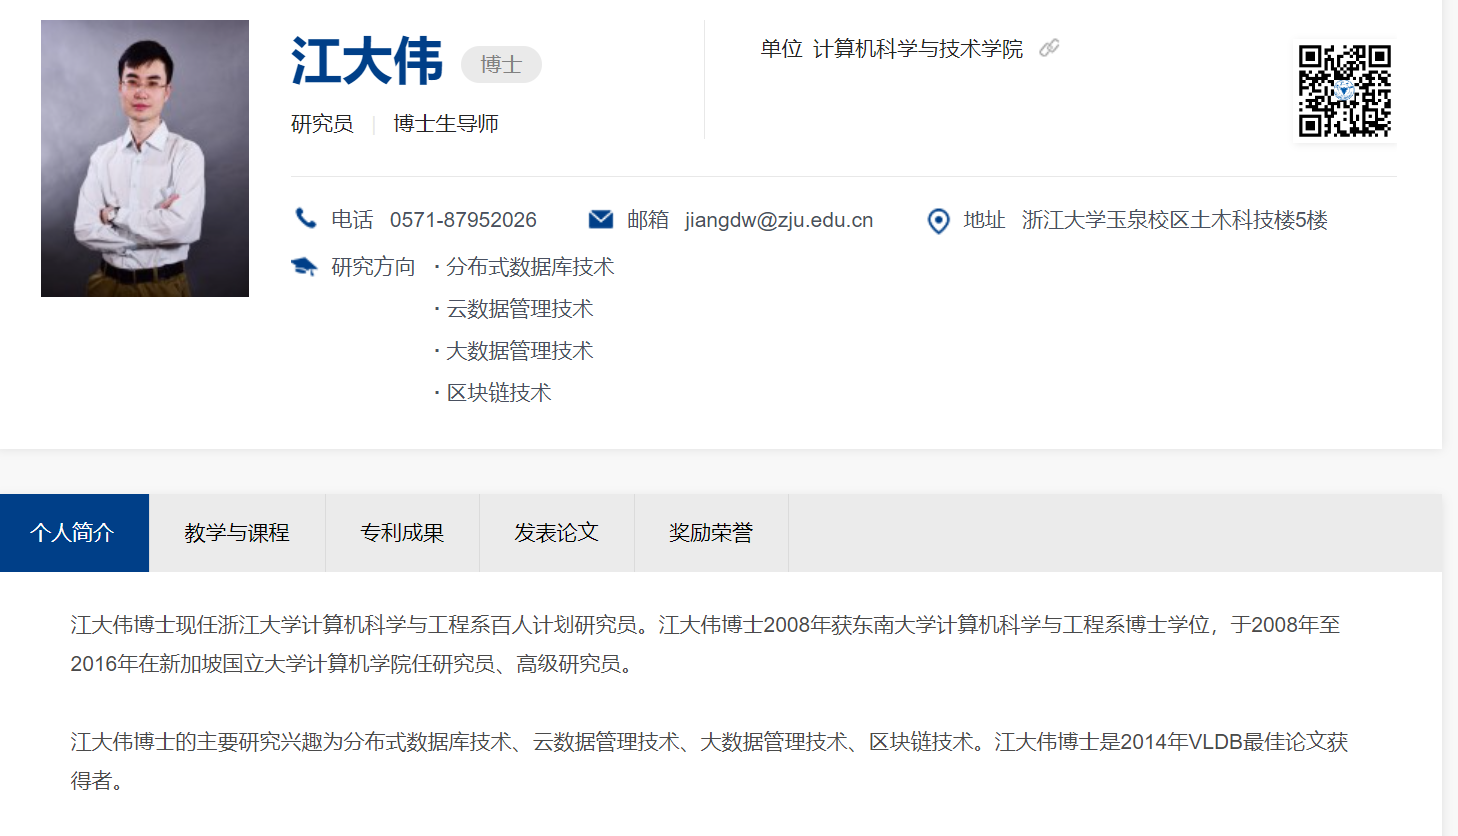 江大伟 博士
研究员 | 博士生导师
单位 计算机科学与技术学院
电话 0571-87952026 邮箱 jiangdw@zju.edu.cn 地址 浙江大学玉泉校区土木科技楼5楼
研究方向 · 分布式数据库技术
· 云数据管理技术
· 大数据管理技术
· 区块链技术
个人简介 教学与课程 专利成果 发表论文 奖励荣誉
江大伟博士现任浙江大学计算机科学与工程系百人计划研究员。江大伟博士2008年获东南大学计算机科学与工程系博士学位，于2008年至
2016年在新加坡国立大学计算机学院任研究员、高级研究员。
江大伟博士的主要研究兴趣为分布式数据库技术、云数据管理技术、大数据管理技术、区块链技术。江大伟博士是2014年VLDB最佳论文获
得者。